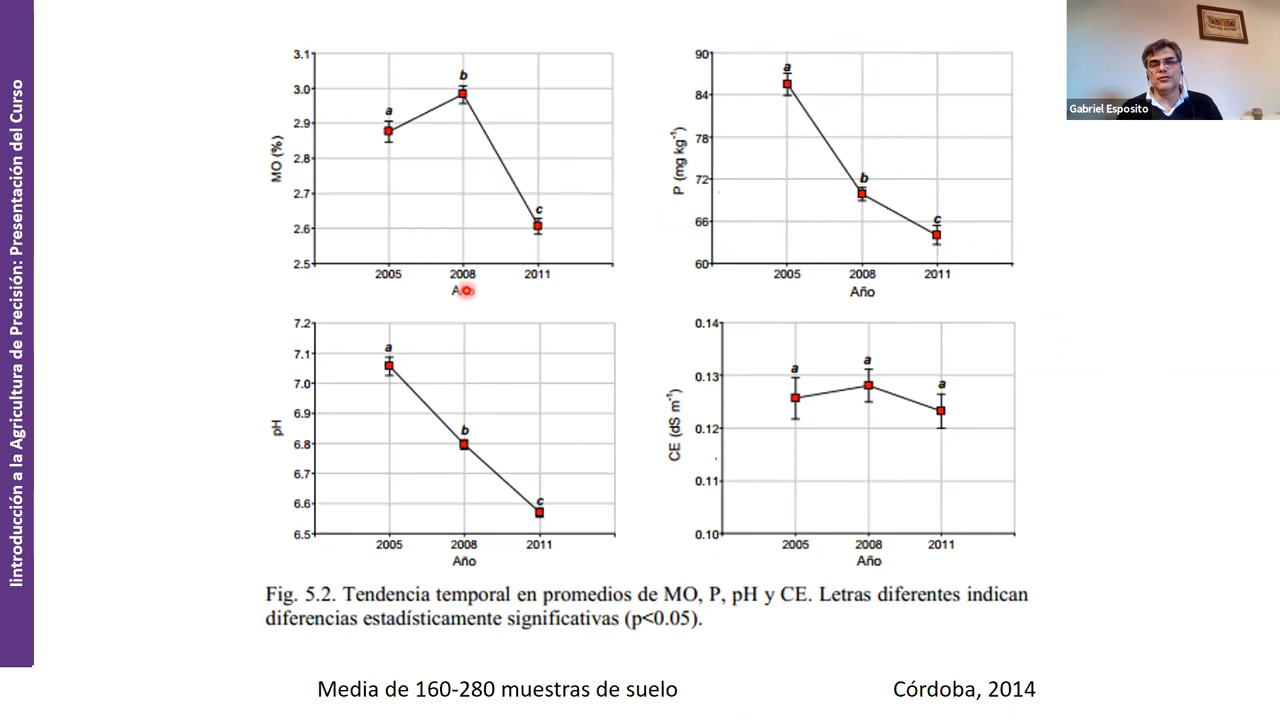 Iintroducción a la Agricultura de Precisión: Presentación del Curso
3.1
3.0
2.9
2.8
2.7
2.6
2.5
MO (%)
a
b
c
2005
2008
2011
90
84
78
72
66
60
P (mg kg⁻¹)
a
b
c
2005
2008
2011
Año
7.2
7.1
7.0
6.9
6.8
6.7
6.6
6.5
pH
a
b
c
2005
2008
2011
Año
0.14
0.13
0.12
0.11
0.10
CE (dS m⁻¹)
a
a
a
2005
2008
2011
Año
Fig. 5.2. Tendencia temporal en promedios de MO, P, pH y CE. Letras diferentes indican
diferencias estadísticamente significativas (p<0.05).
Media de 160-280 muestras de suelo
Córdoba, 2014
Gabriel Esposito